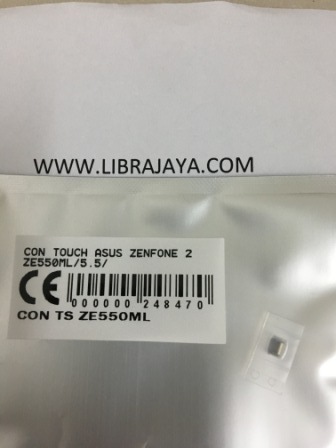 WWW.LIBRAJAYA.COM
CON TOUCH ASUS ZENFONE 2
ZE550ML/5.5/
CE 000000 248470
CON TS ZE550ML